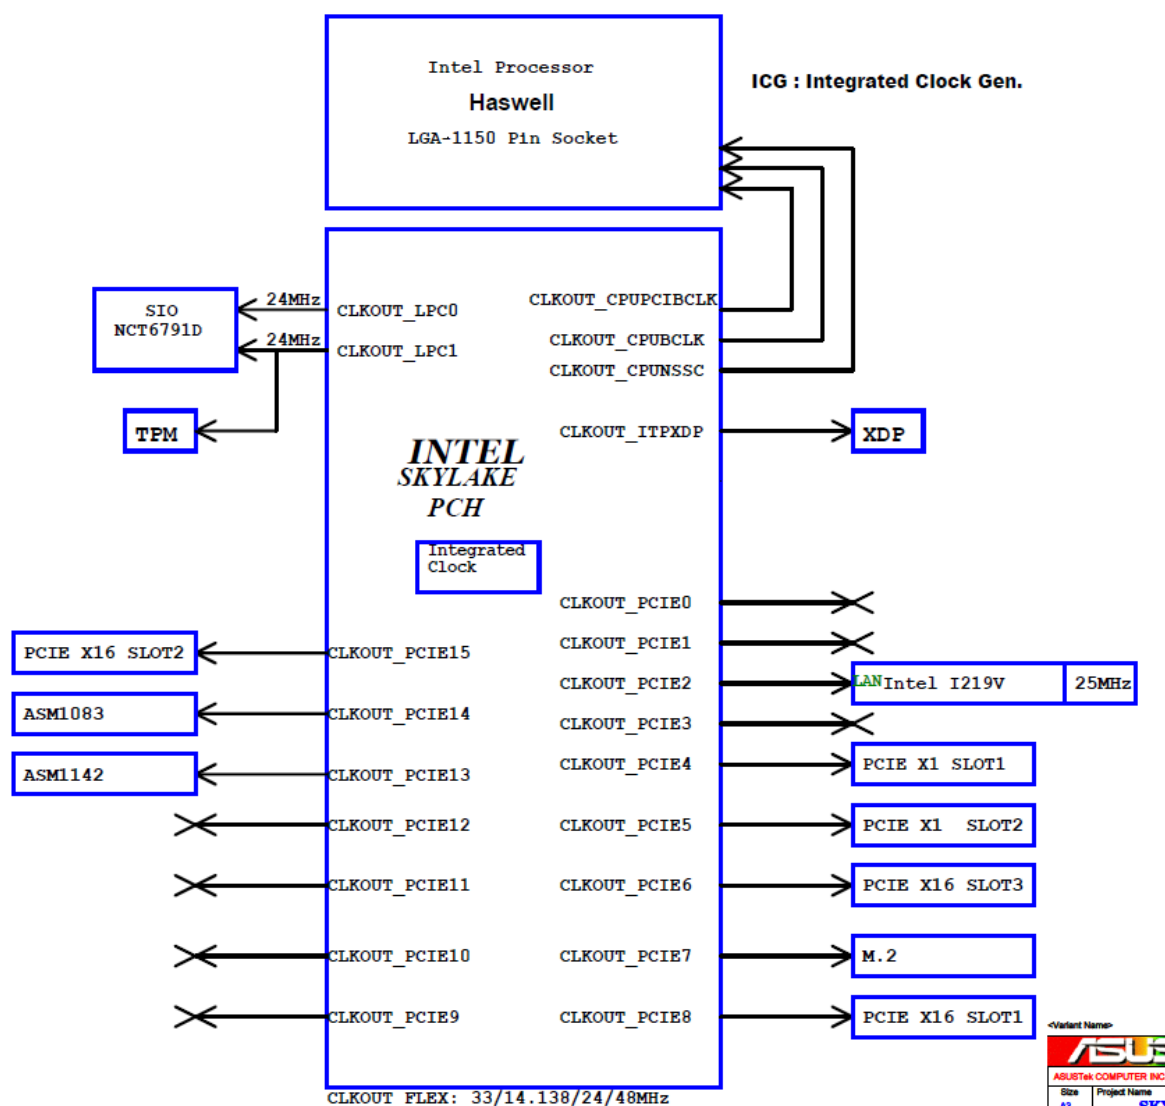 Intel Processor
Haswell
LGA-1150 Pin Socket
ICG : Integrated Clock Gen.
SIO
NCT6791D
24MHz
CLKOUT_LPC0
24MHz
CLKOUT_LPC1
TPM
CLKOUT_CPUPCIBCLK
CLKOUT_CPUBCLK
CLKOUT_CPUNSSC
CLKOUT_ITPXDP
XDP
INTEL
SKYLAKE
PCH
Integrated
Clock
CLKOUT_PCIE0
CLKOUT_PCIE1
CLKOUT_PCIE2
LAN Intel I219V
25MHz
CLKOUT_PCIE3
CLKOUT_PCIE4
PCIE X1 SLOT1
CLKOUT_PCIE5
PCIE X1 SLOT2
CLKOUT_PCIE6
PCIE X16 SLOT3
CLKOUT_PCIE7
M.2
CLKOUT_PCIE8
PCIE X16 SLOT1
PCIE X16 SLOT2
CLKOUT_PCIE15
ASM1083
CLKOUT_PCIE14
ASM1142
CLKOUT_PCIE13
CLKOUT_PCIE12
CLKOUT_PCIE11
CLKOUT_PCIE10
CLKOUT_PCIE9
CLKOUT FLEX: 33/14.138/24/48MHz
<Variant Name>
ASUSTek COMPUTER INC
Size
Project Name